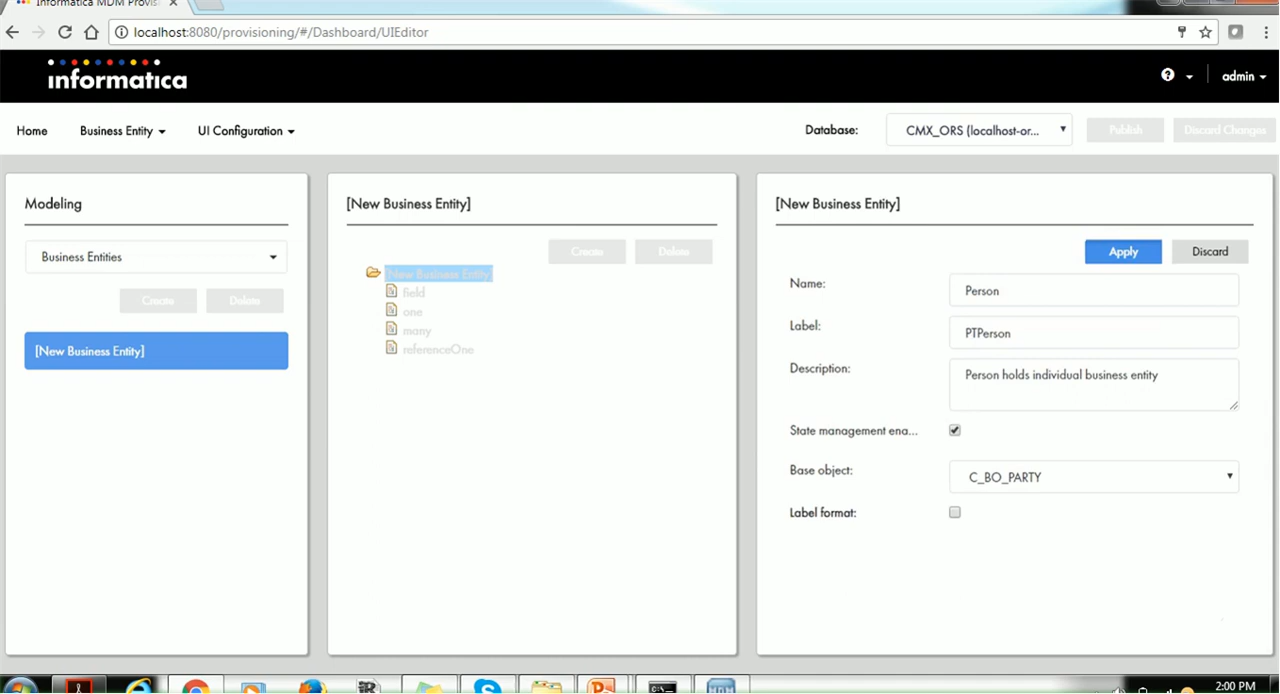 Informatica MDM Provis
localhost:8080/provisioning/#/Dashboard/UIEditor
informatica
admin
Home
Business Entity
UI Configuration
Database:
CMX_ORS (localhost-or...
Publish
Discard Changes
Modeling
Business Entities
Create
Delete
[New Business Entity]
[New Business Entity]
Create
Delete
[New Business Entity]
field
one
many
referenceOne
[New Business Entity]
Apply
Discard
Name:
Person
Label:
PTPerson
Description:
Person holds individual business entity
State management ena...
Base object:
C_BO_PARTY
Label format:
2:00 PM